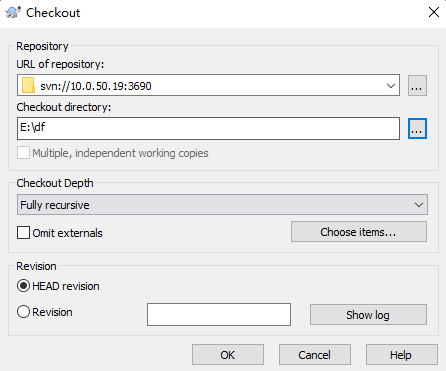 Checkout
Repository
URL of repository:
svn://10.0.50.19:3690
...
Checkout directory:
E:\df
...
Multiple, independent working copies
Checkout Depth
Fully recursive
Omit externals
Choose items...
Revision
HEAD revision
Revision
Show log
OK
Cancel
Help